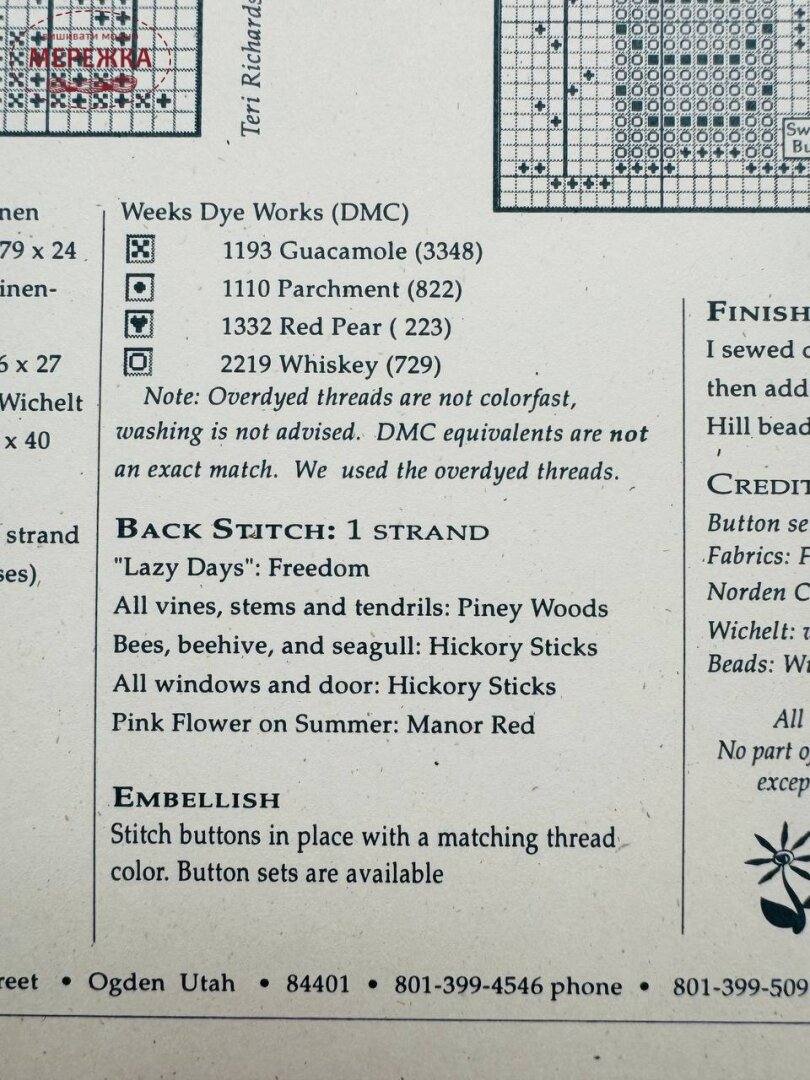 вишивати модно
МЕРЕЖКА
Teri Richards
Sw
Bu
nen
79 x 24
inen-
6 x 27
Wichelt
x 40
strand
ses)
Weeks Dye Works (DMC)
1193 Guacamole (3348)
1110 Parchment (822)
1332 Red Pear ( 223)
2219 Whiskey (729)
Note: Overdyed threads are not colorfast,
washing is not advised. DMC equivalents are not
an exact match. We used the overdyed threads.
BACK STITCH: 1 STRAND
"Lazy Days": Freedom
All vines, stems and tendrils: Piney Woods
Bees, beehive, and seagull: Hickory Sticks
All windows and door: Hickory Sticks
Pink Flower on Summer: Manor Red
EMBELLISH
Stitch buttons in place with a matching thread
color. Button sets are available
FINISH
I sewed
then add
Hill bead
CREDIT
Button se
Fabrics: F
Norden C
Wichelt:
Beads: Wi
All
No part o
excep
reet • Ogden Utah • 84401 • 801-399-4546 phone • 801-399-509